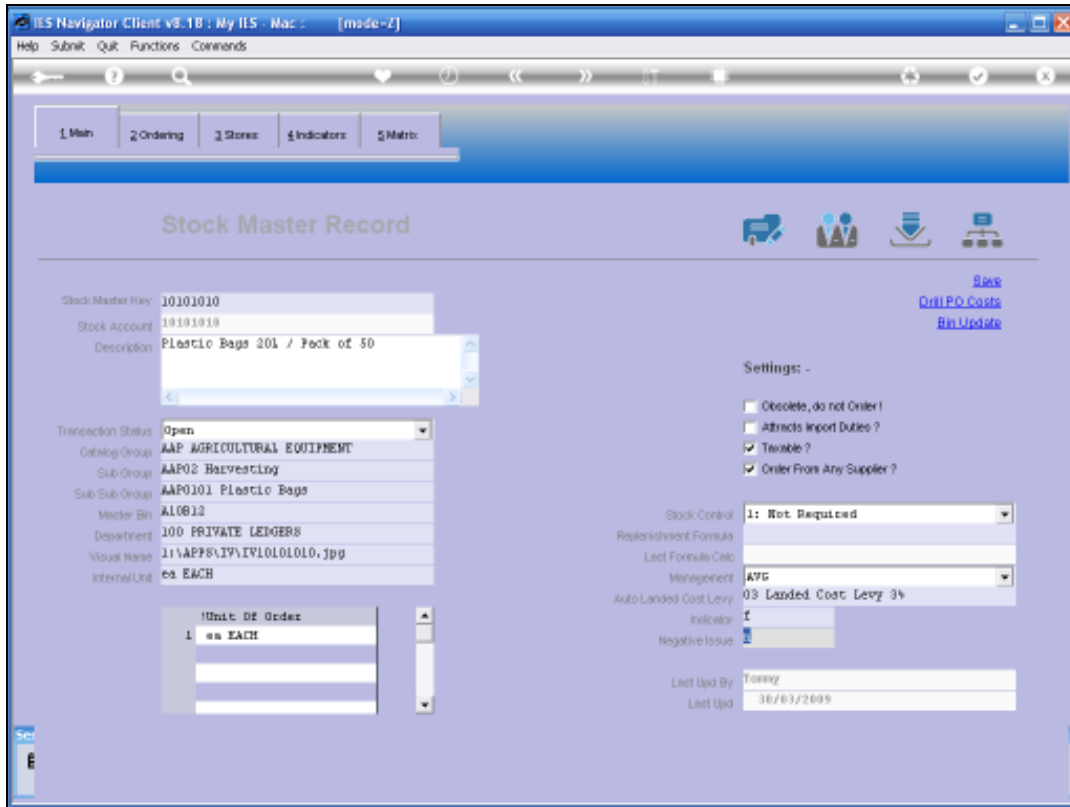 IES Navigator Client v8.18 : My IES - Mac : [mode=Z]
Help Submit Quit Functions Commands
1 Main 2 Ordering 3 Stores 4 Indicators 5 Matrix
Stock Master Record
Save
Drill PO Costs
Bin Update
Stock Master Key 10101010
Stock Account 10101010
Description Plastic Bags 20L / Pack of 50
Settings: -
Obsolete, do not Order !
Attracts Import Duties ?
Taxable ?
Order From Any Supplier ?
Transaction Status Open
Catalog Group AAP AGRICULTURAL EQUIPMENT
Sub Group AAP02 Harvesting
Sub Sub Group AAP0101 Plastic Bags
Master Bin A10B12
Department 100 PRIVATE LEDGERS
Visual Name 1:\APPS\IV\IV10101010.jpg
Internal Unit ea EACH
Stock Control 1: Not Required
Replenishment Formula
Last Formula Calc
Management AVG
Auto Landed Cost Levy 03 Landed Cost Levy 3%
Indicator f
Negative Issue
!Unit Of Order
1 ea EACH
Last Upd By Tommy
Last Upd 30/03/2009